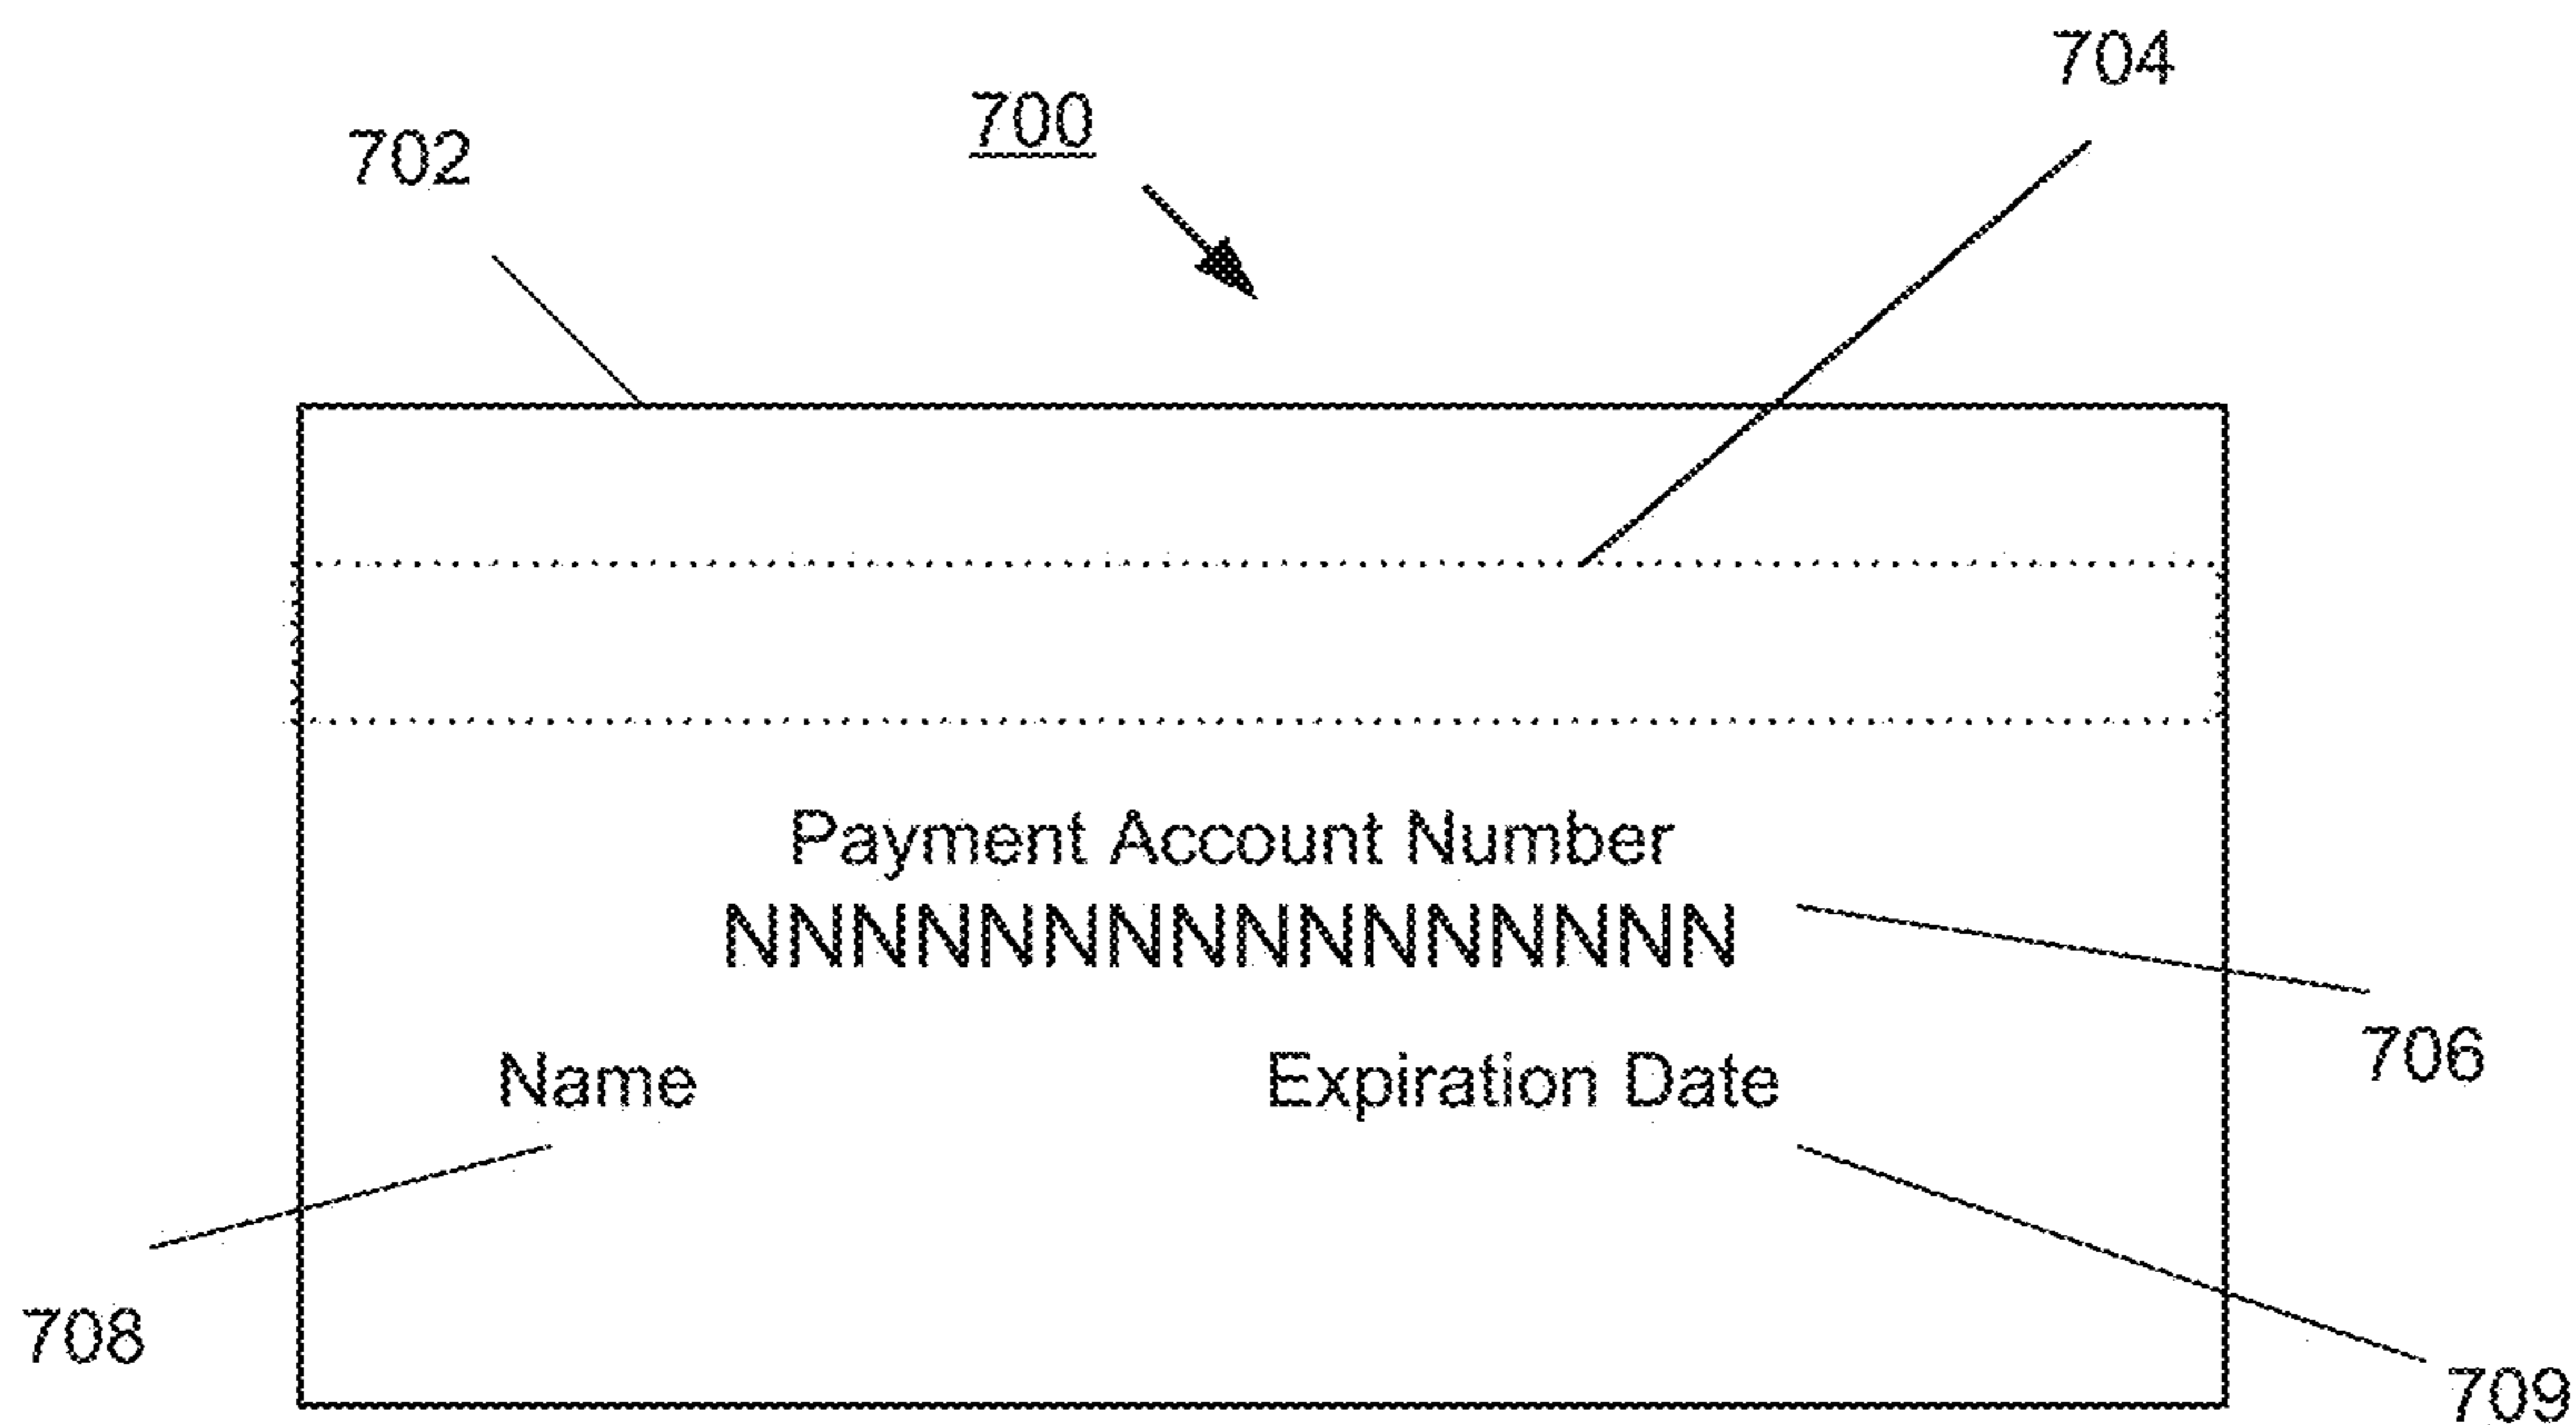 704
700
702
Payment Account Number
NNNNNNNNNNNNNNNN
706
Name Expiration Date
708
709